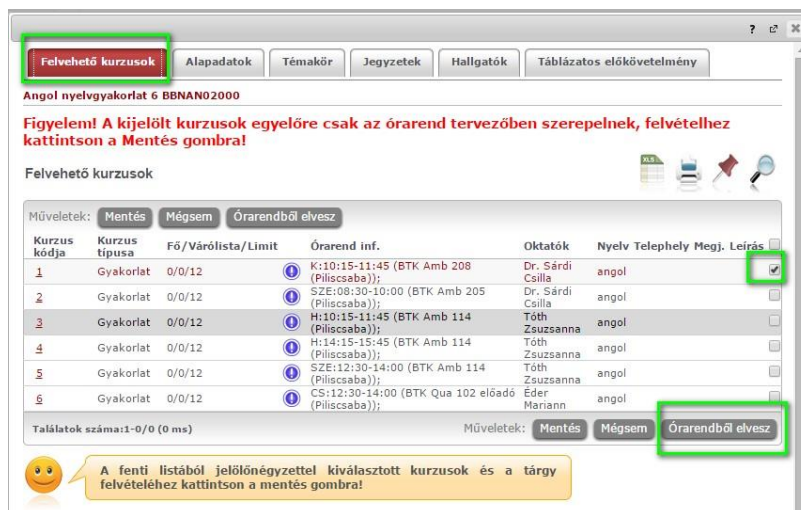 ?
Felvehető kurzusok Alapadatok Témakör Jegyzetek Hallgatók Táblázatos előkövetelmény
Angol nyelvgyakorlat 6 BBNAN02000
Figyelem! A kijelölt kurzusok egyelőre csak az órarend tervezőben szerepelnek, felvételhez
kattintson a Mentés gombra!
XLS
Felvehető kurzusok
Műveletek: Mentés Mégsem Órarendből elvesz
Kurzus kódja Kurzus típusa Fő/Várólista/Limit Órarend inf. Oktatók Nyelv Telephely Megj. Leírás
1 Gyakorlat 0/0/12 K:10:15-11:45 (BTK Amb 208 (Piliscsaba)); Dr. Sárdi Csilla angol
2 Gyakorlat 0/0/12 SZE:08:30-10:00 (BTK Amb 205 (Piliscsaba)); Dr. Sárdi Csilla angol
3 Gyakorlat 0/0/12 H:10:15-11:45 (BTK Amb 114 (Piliscsaba)); Tóth Zsuzsanna angol
4 Gyakorlat 0/0/12 H:14:15-15:45 (BTK Amb 114 (Piliscsaba)); Tóth Zsuzsanna angol
5 Gyakorlat 0/0/12 SZE:12:30-14:00 (BTK Amb 114 (Piliscsaba)); Tóth Zsuzsanna angol
6 Gyakorlat 0/0/12 CS:12:30-14:00 (BTK Qua 102 előadó (Piliscsaba)); Éder Mariann angol
Találatok száma:1-0/0 (0 ms) Műveletek: Mentés Mégsem Órarendből elvesz
A fenti listából jelölőnégyzettel kiválasztott kurzusok és a tárgy
felvételéhez kattintson a mentés gombra!